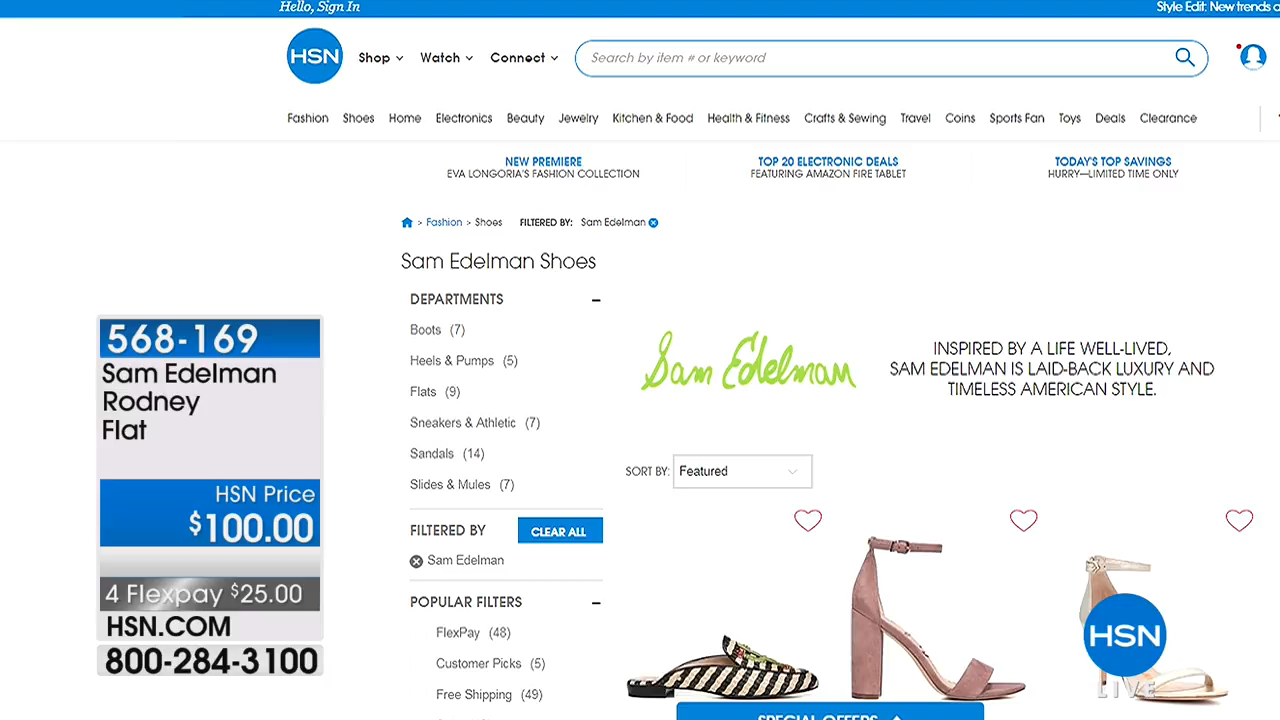 Hello, Sign In
Style Edit: New trends
HSN
Shop
Watch
Connect
Search by item # or keyword
Fashion Shoes Home Electronics Beauty Jewelry Kitchen & Food Health & Fitness Crafts & Sewing Travel Coins Sports Fan Toys Deals Clearance
NEW PREMIERE
EVA LONGORIA'S FASHION COLLECTION
TOP 20 ELECTRONIC DEALS
FEATURING AMAZON FIRE TABLET
TODAY'S TOP SAVINGS
HURRY—LIMITED TIME ONLY
> Fashion > Shoes FILTERED BY: Sam Edelman
Sam Edelman Shoes
DEPARTMENTS
Boots (7)
Heels & Pumps (5)
Flats (9)
Sneakers & Athletic (7)
Sandals (14)
Slides & Mules (7)
FILTERED BY
CLEAR ALL
Sam Edelman
POPULAR FILTERS
FlexPay (48)
Customer Picks (5)
Free Shipping (49)
Sam Edelman
INSPIRED BY A LIFE WELL-LIVED,
SAM EDELMAN IS LAID-BACK LUXURY AND
TIMELESS AMERICAN STYLE.
SORT BY: Featured
568-169
Sam Edelman
Rodney
Flat
HSN Price
$100.00
4 Flexpay $25.00
HSN.COM
800-284-3100
SPECIAL OFFERS
HSN
LIVE